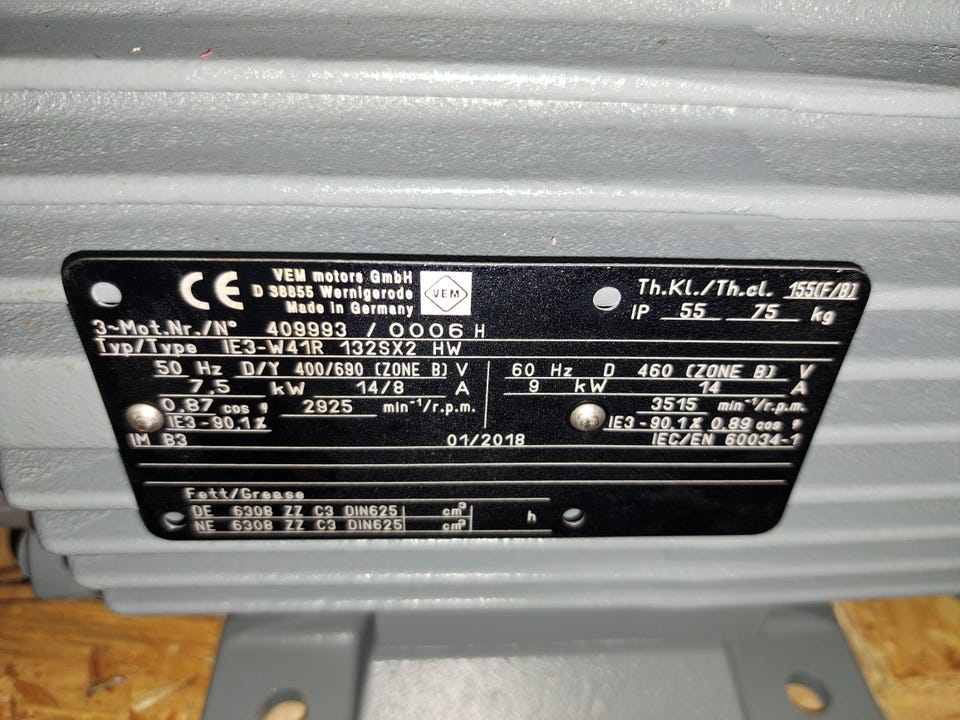 CE
VEM motors GmbH
D 38855 Wernigerode
Made in Germany
VEM
Th.Kl./Th.cl. 155(F/B)
IP 55 75 kg
3~Mot.Nr./N° 409993 / 0006 H
Typ/Type IE3-W41R 132SX2 HW
50 Hz D/Y 400/690 (ZONE B) V
60 Hz D 460 (ZONE B) V
7,5 kW 14/8 A
9 kW 14 A
0,87 cos φ 2925 min⁻¹/r.p.m.
3515 min⁻¹/r.p.m.
IE3-90,1%
IE3-90,1% 0,89 cos φ
IM B3 01/2018 IEC/EN 60034-1
Fett/Grease
DE 6308 ZZ C3 DIN625 cm³
NE 6308 ZZ C3 DIN625 cm³
h